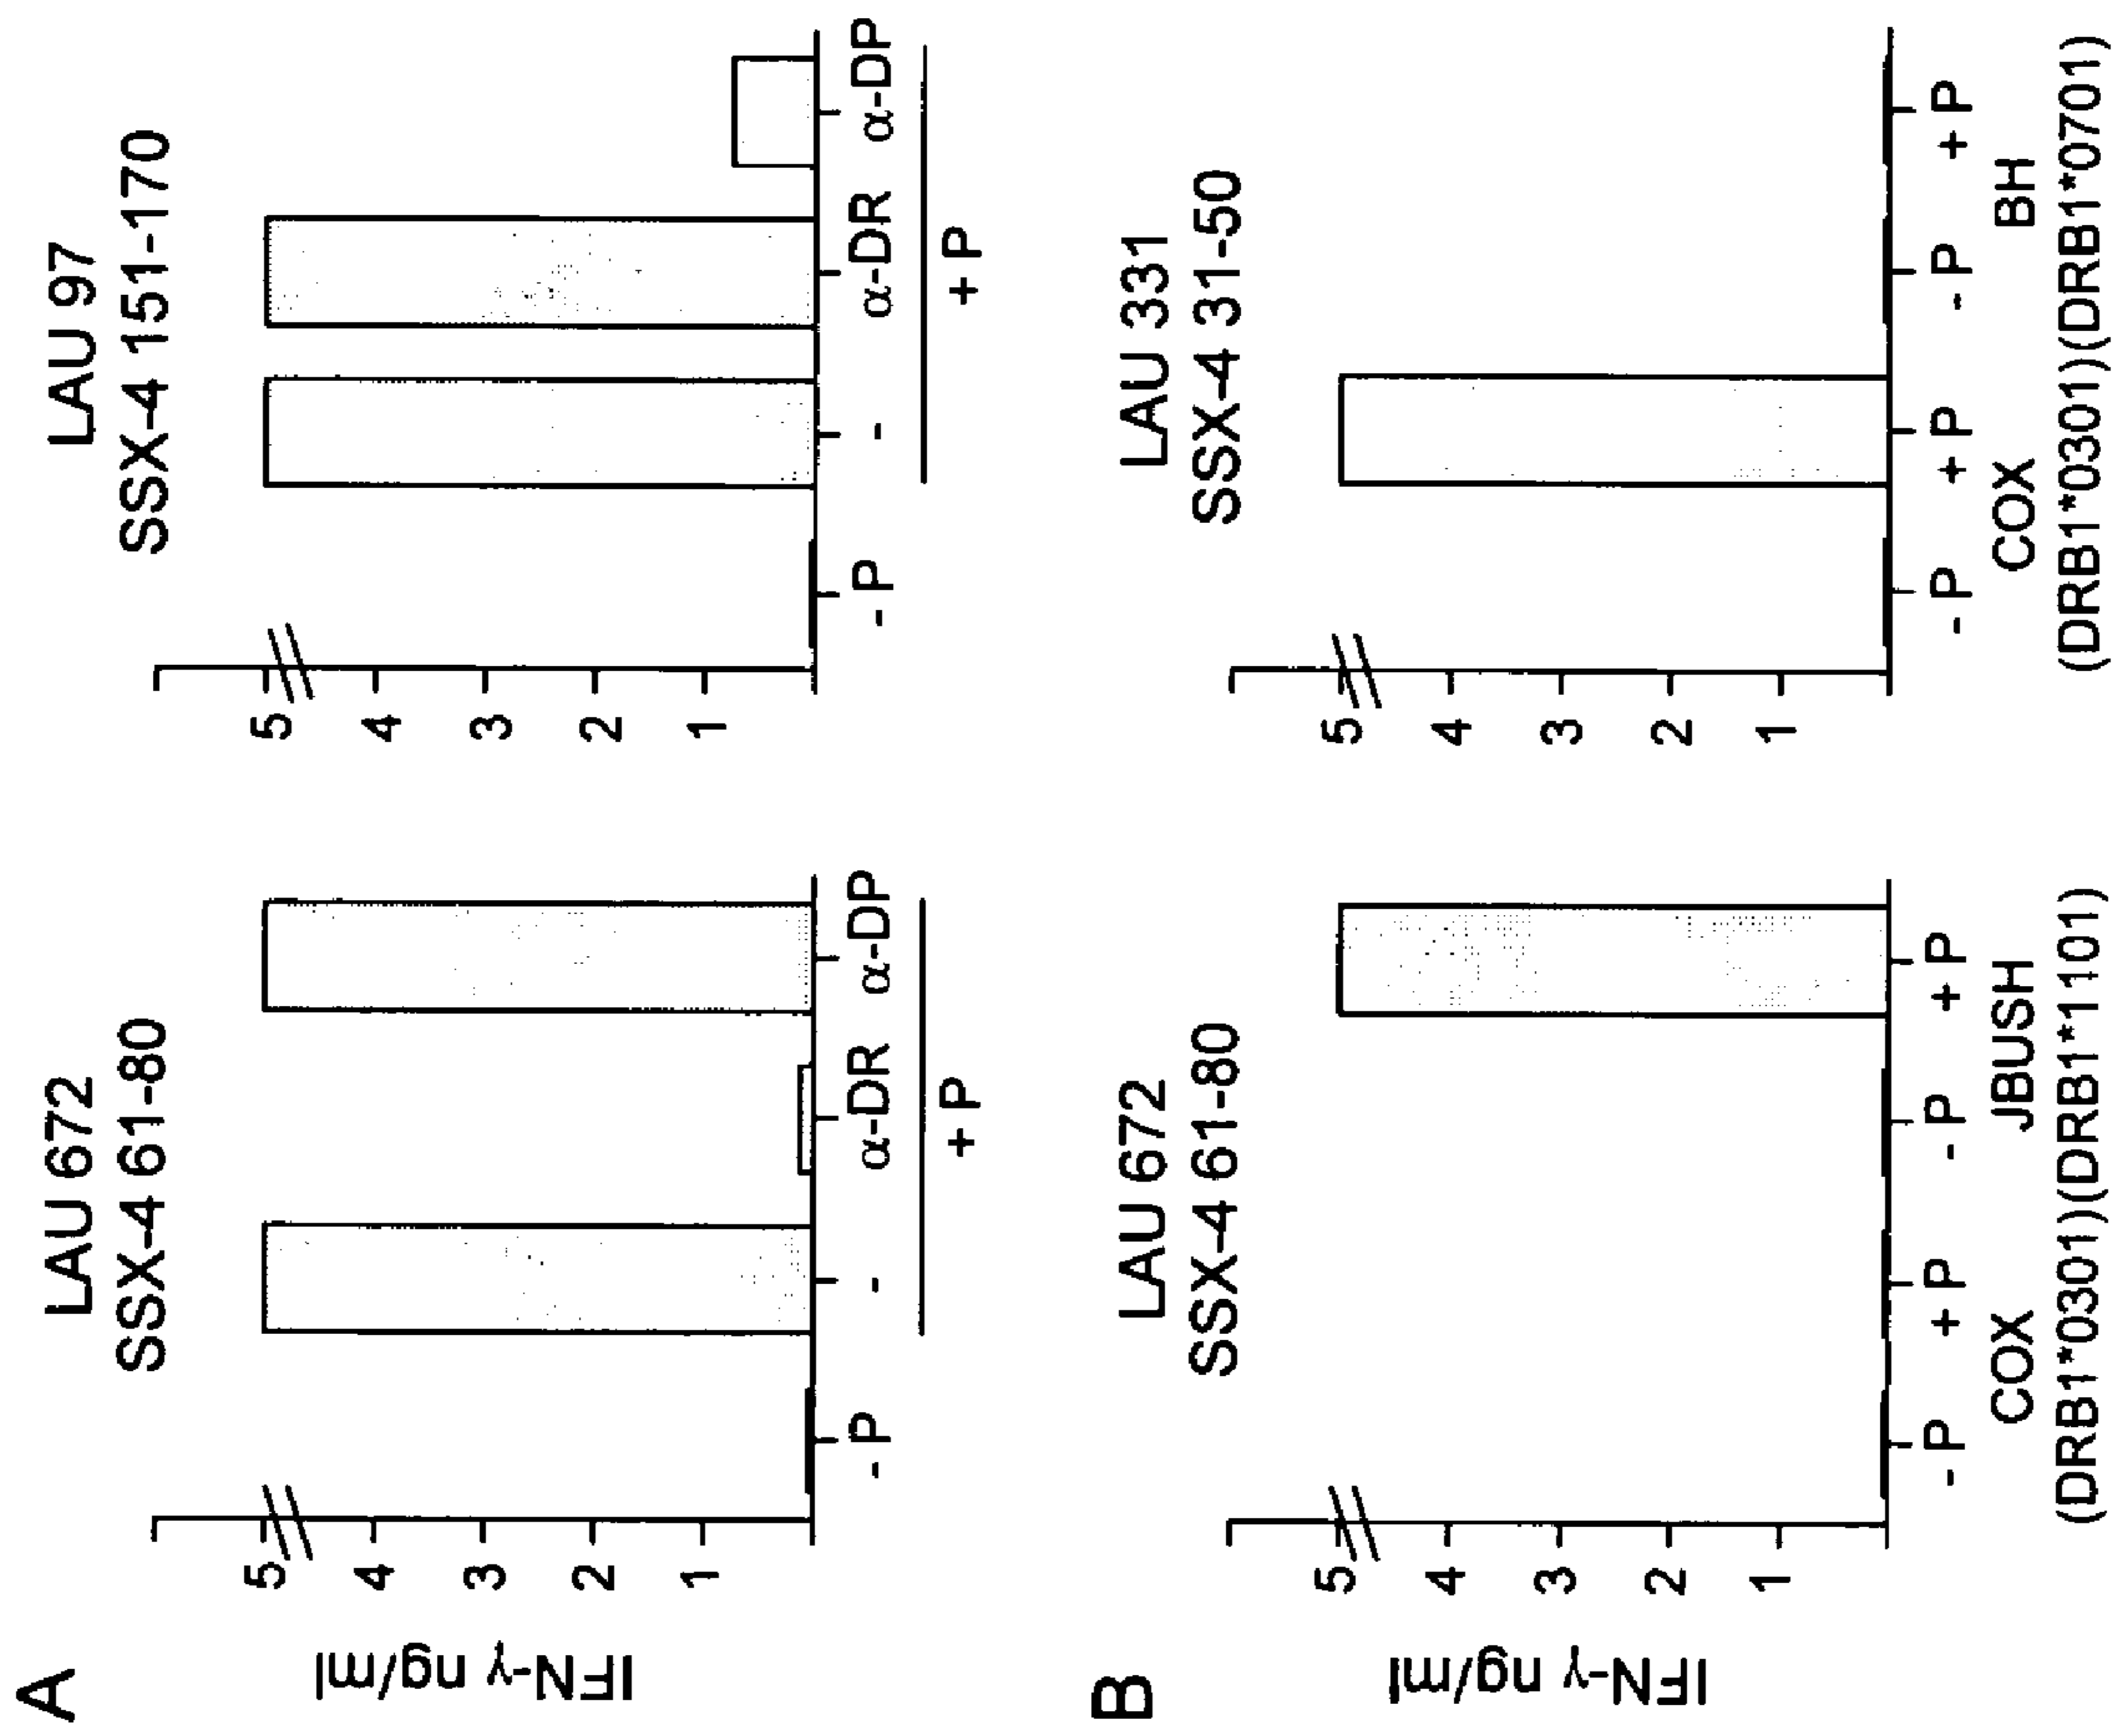 A
LAU 672
SSX-4 61-80
IFN-γ ng/ml
5
4
3
2
1
- P
-
α-DR
α-DP
+ P
LAU 97
SSX-4 151-170
5
4
3
2
1
- P
-
α-DR
α-DP
+ P
B
LAU 672
SSX-4 61-80
IFN-γ ng/ml
5
4
3
2
1
- P
+ P
- P
+ P
COX
JBUSH
(DRB1*0301)(DRB1*1101)
LAU 331
SSX-4 31-50
5
4
3
2
1
- P
+ P
- P
+ P
COX
BH
(DRB1*0301)(DRB1*0701)